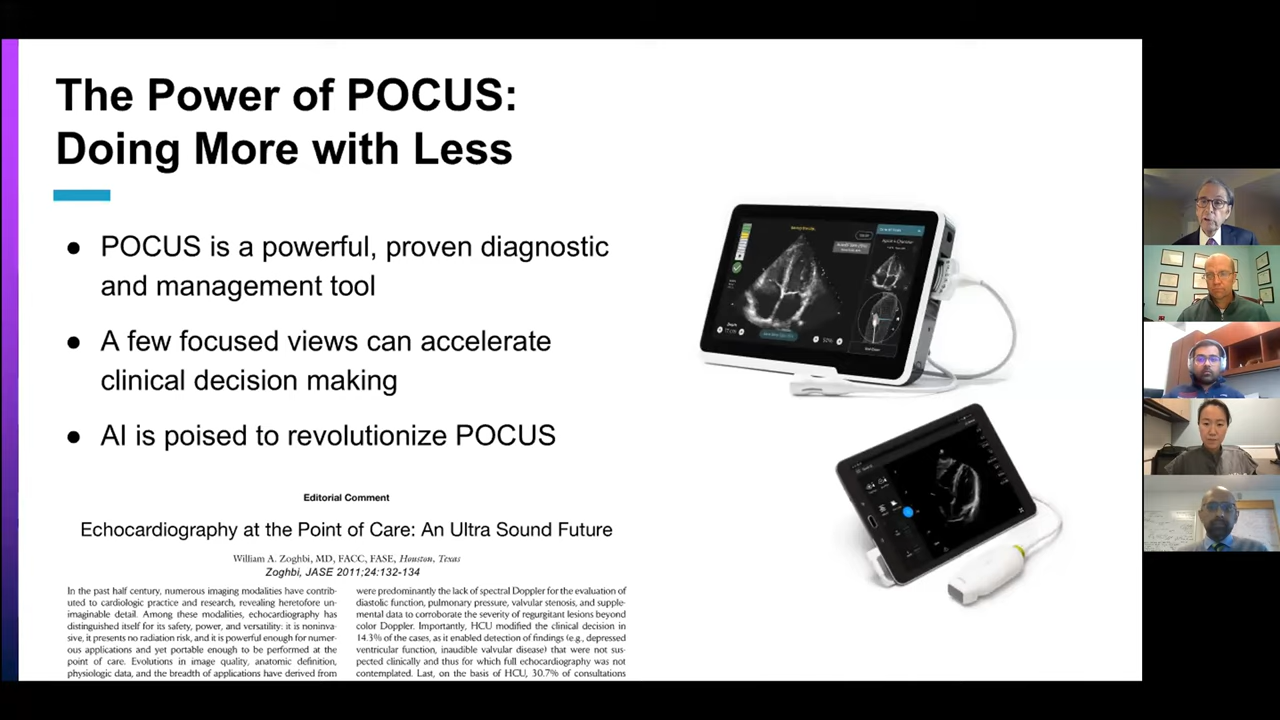 The Power of POCUS:
Doing More with Less
● POCUS is a powerful, proven diagnostic
and management tool
● A few focused views can accelerate
clinical decision making
● AI is poised to revolutionize POCUS
Editorial Comment
Echocardiography at the Point of Care: An Ultra Sound Future
William A. Zoghbi, MD, FACC, FASE, Houston, Texas
Zoghbi, JASE 2011;24:132-134
In the past half century, numerous imaging modalities have contrib-
uted to cardiologic practice and research, revealing heretofore un-
imaginable detail. Among these modalities, echocardiography has
distinguished itself for its safety, power, and versatility: it is noninva-
sive, it presents no radiation risk, and it is powerful enough for numer-
ous applications and yet portable enough to be performed at the
point of care. Evolutions in image quality, anatomic definition,
physiologic data, and the breadth of applications have derived from
were predominantly the lack of spectral Doppler for the evaluation of
diastolic function, pulmonary pressure, valvular stenosis, and supple-
mental data to corroborate the severity of regurgitant lesions beyond
color Doppler. Importantly, HCU modified the clinical decision in
14.3% of the cases, as it enabled detection of findings (e.g., depressed
ventricular function, inaudible valvular disease) that were not sus-
pected clinically and thus for which full echocardiography was not
contemplated. Last, on the basis of HCU, 30.7% of consultations